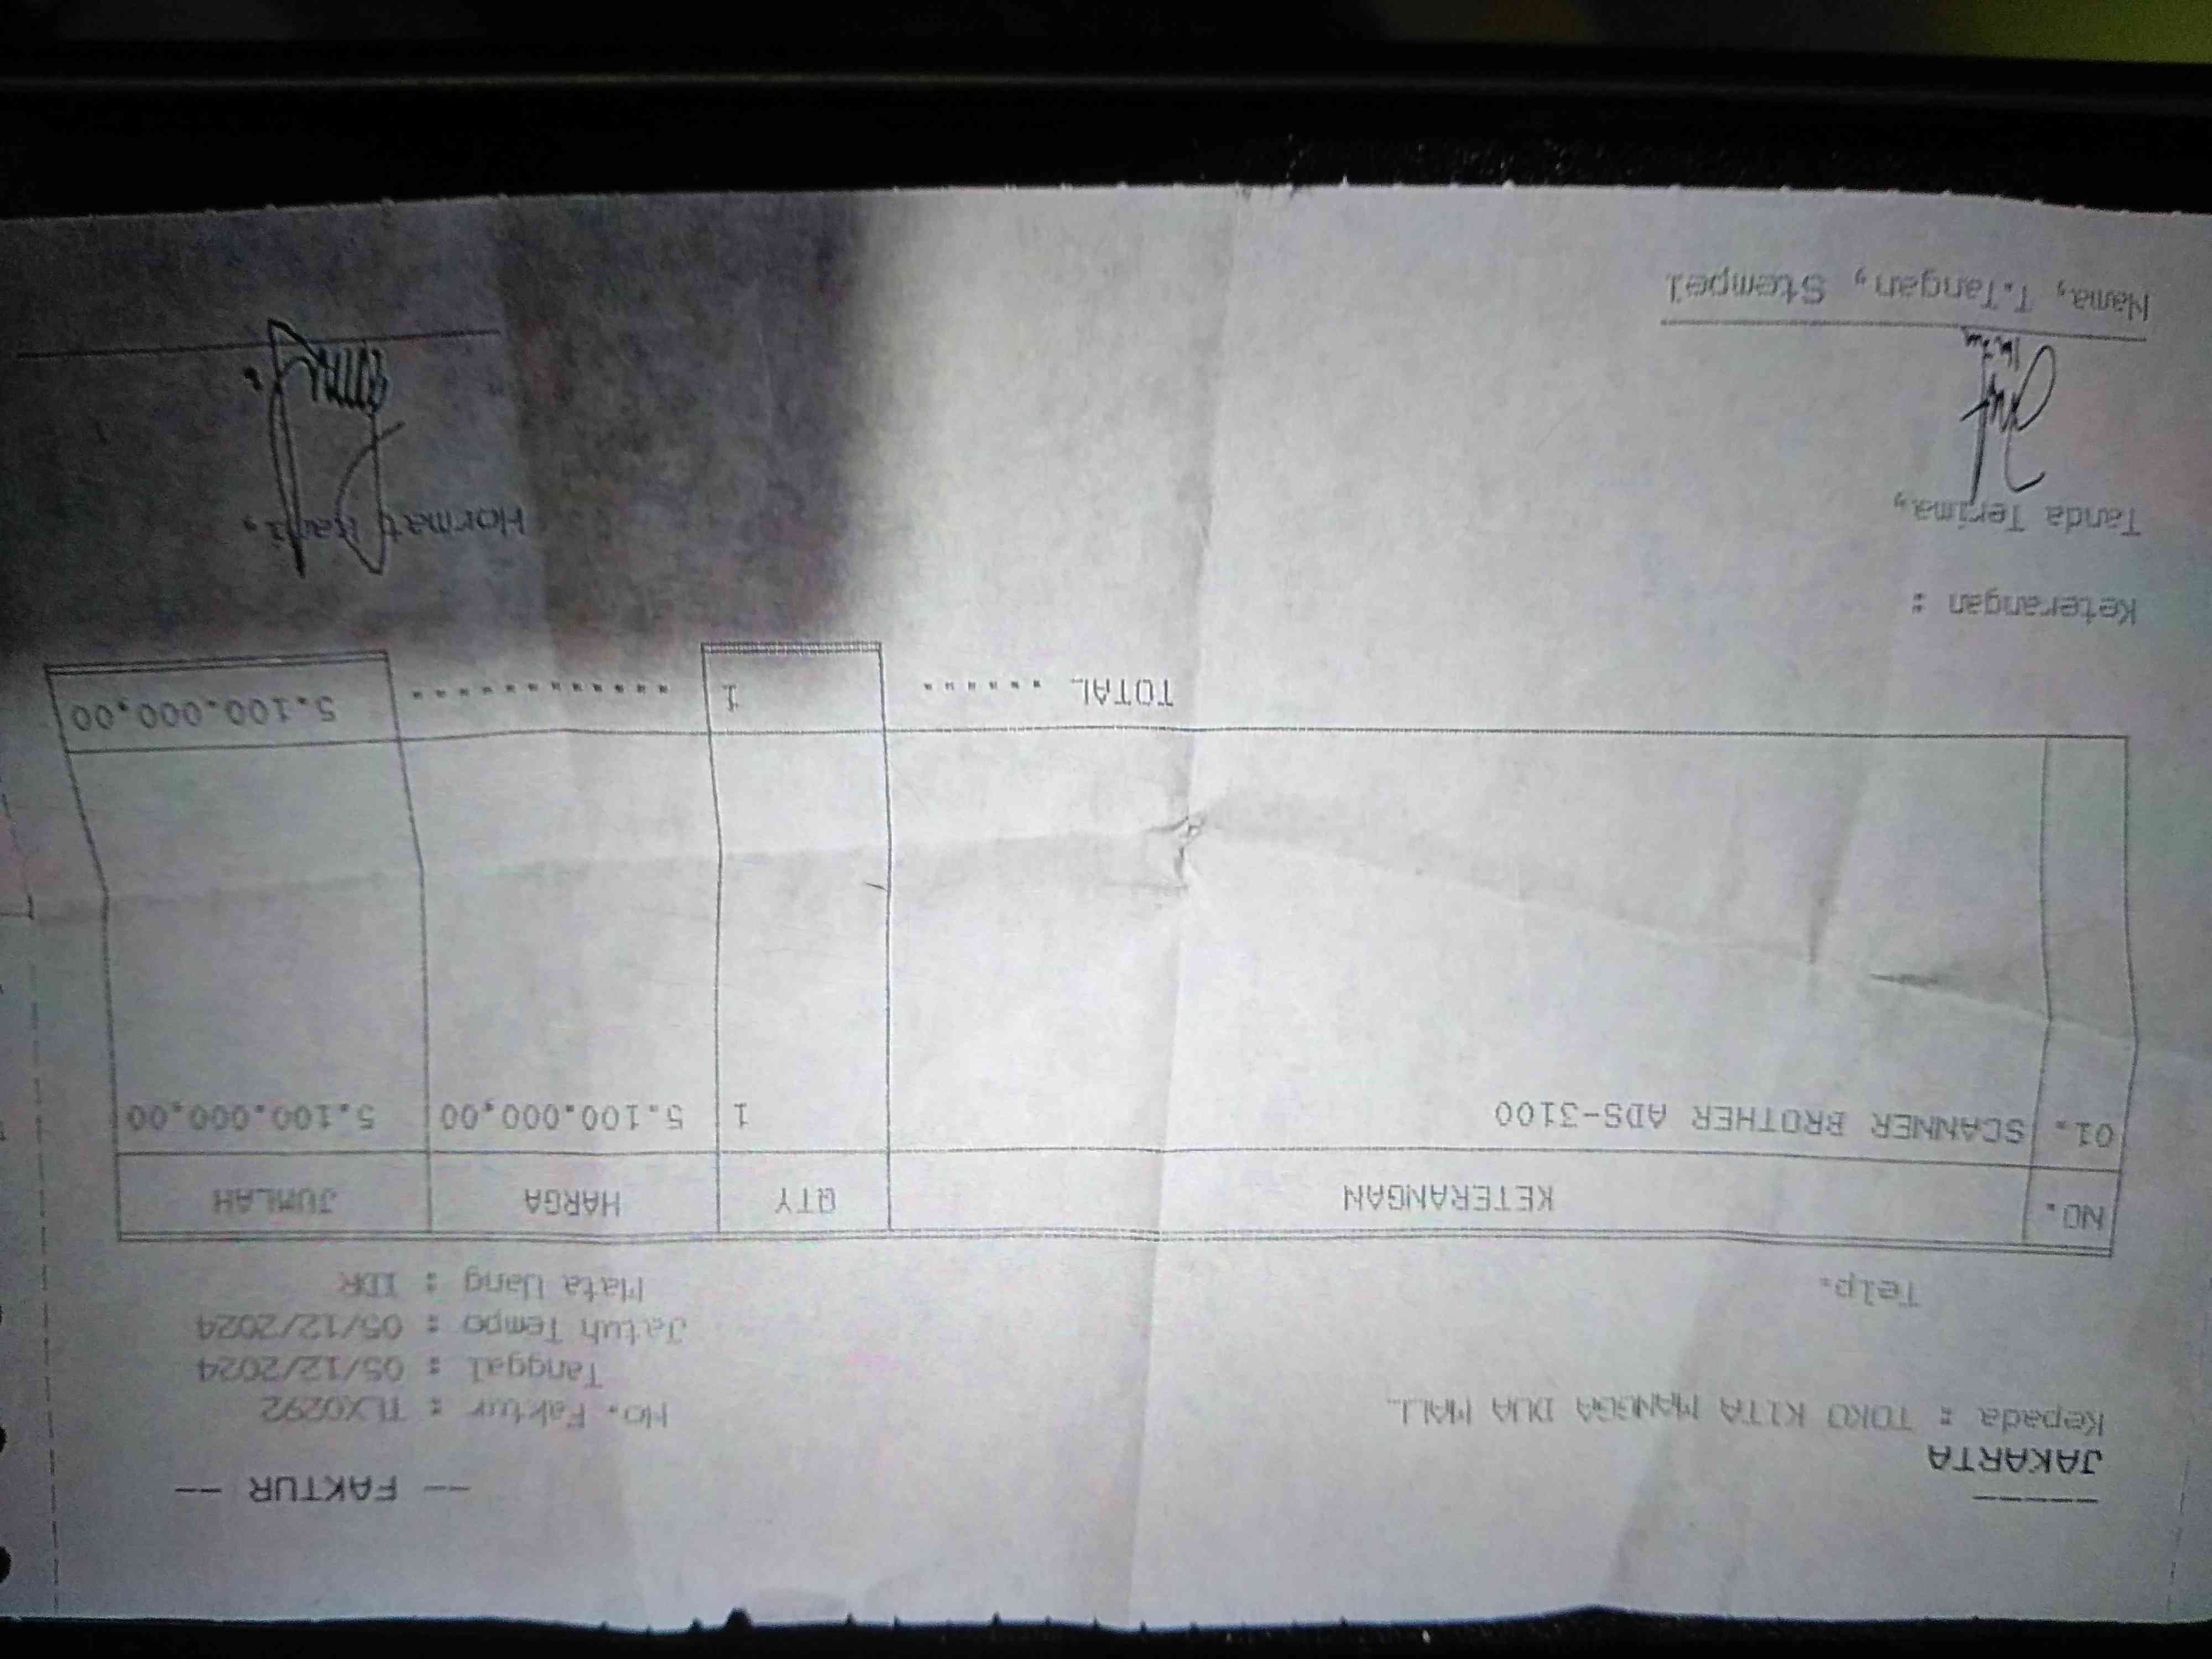 ------
JAKARTA
-- FAKTUR --
Kepada : TOKO KITA MANGGA DUA MALL
No. Faktur : TLX0292
Tanggal : 05/12/2024
Jatuh Tempo : 05/12/2024
Telp.
Mata Uang : IDR
NO. KETERANGAN QTY HARGA JUMLAH
01. SCANNER BROTHER ADS-3100 1 5.100.000,00 5.100.000,00
TOTAL ...... 1 ............. 5.100.000,00
Keterangan :
Tanda Terima, Hormat Kami,
Nama, T.Tangan, Stempel